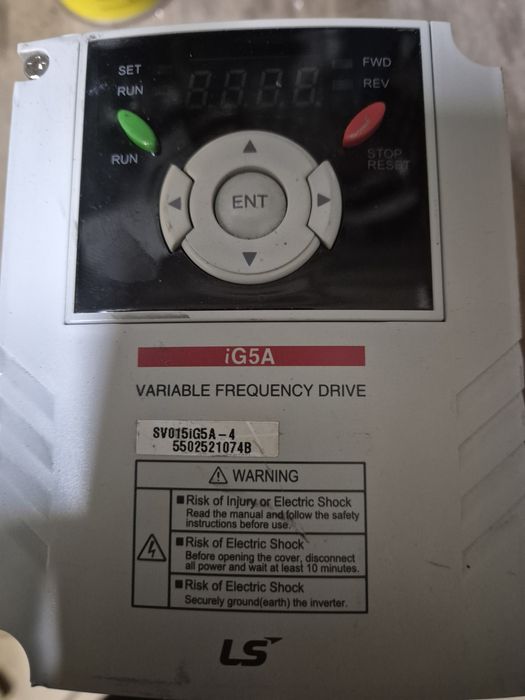 SET
RUN
FWD
REV
RUN
STOP
RESET
ENT
iG5A
VARIABLE FREQUENCY DRIVE
SV015iG5A-4
5502521074B
WARNING
Risk of Injury or Electric Shock
Read the manual and follow the safety
instructions before use.
Risk of Electric Shock
Before opening the cover, disconnect
all power and wait at least 10 minutes.
Risk of Electric Shock
Securely ground(earth) the inverter.
LS